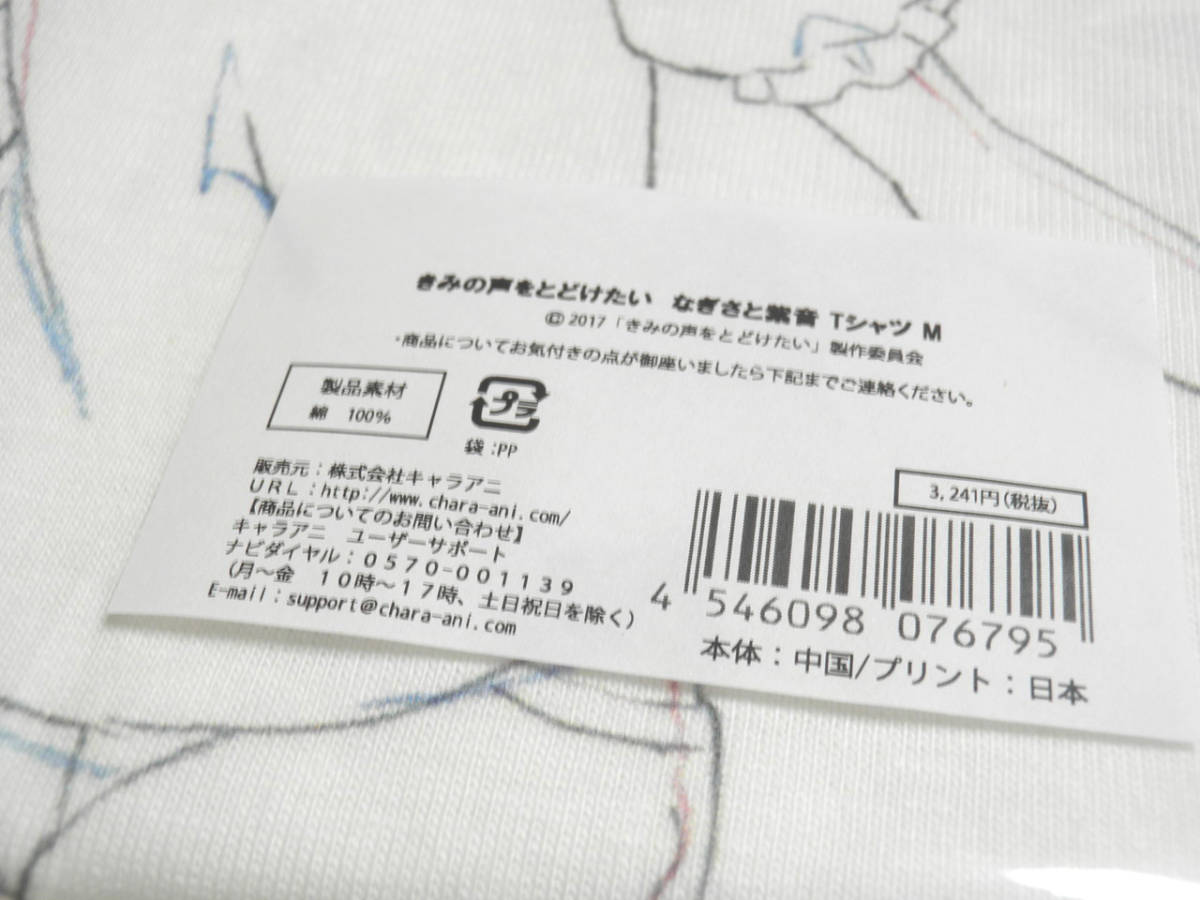 きみの声をとどけたい なぎさと紫音 Tシャツ M
© 2017「きみの声をとどけたい」製作委員会
・商品についてお気付きの点が御座いましたら下記までご連絡ください。
製品素材
綿 100%
プラ
袋:PP
販売元:株式会社キャラアニ
URL:http://www.chara-ani.com/
【商品についてのお問い合わせ】
キャラアニ ユーザーサポート
ナビダイヤル:0570-001139
(月~金 10時~17時、土日祝日を除く)
E-mail:support@chara-ani.com
3,241円(税抜)
4 546098 076795
本体:中国/プリント:日本